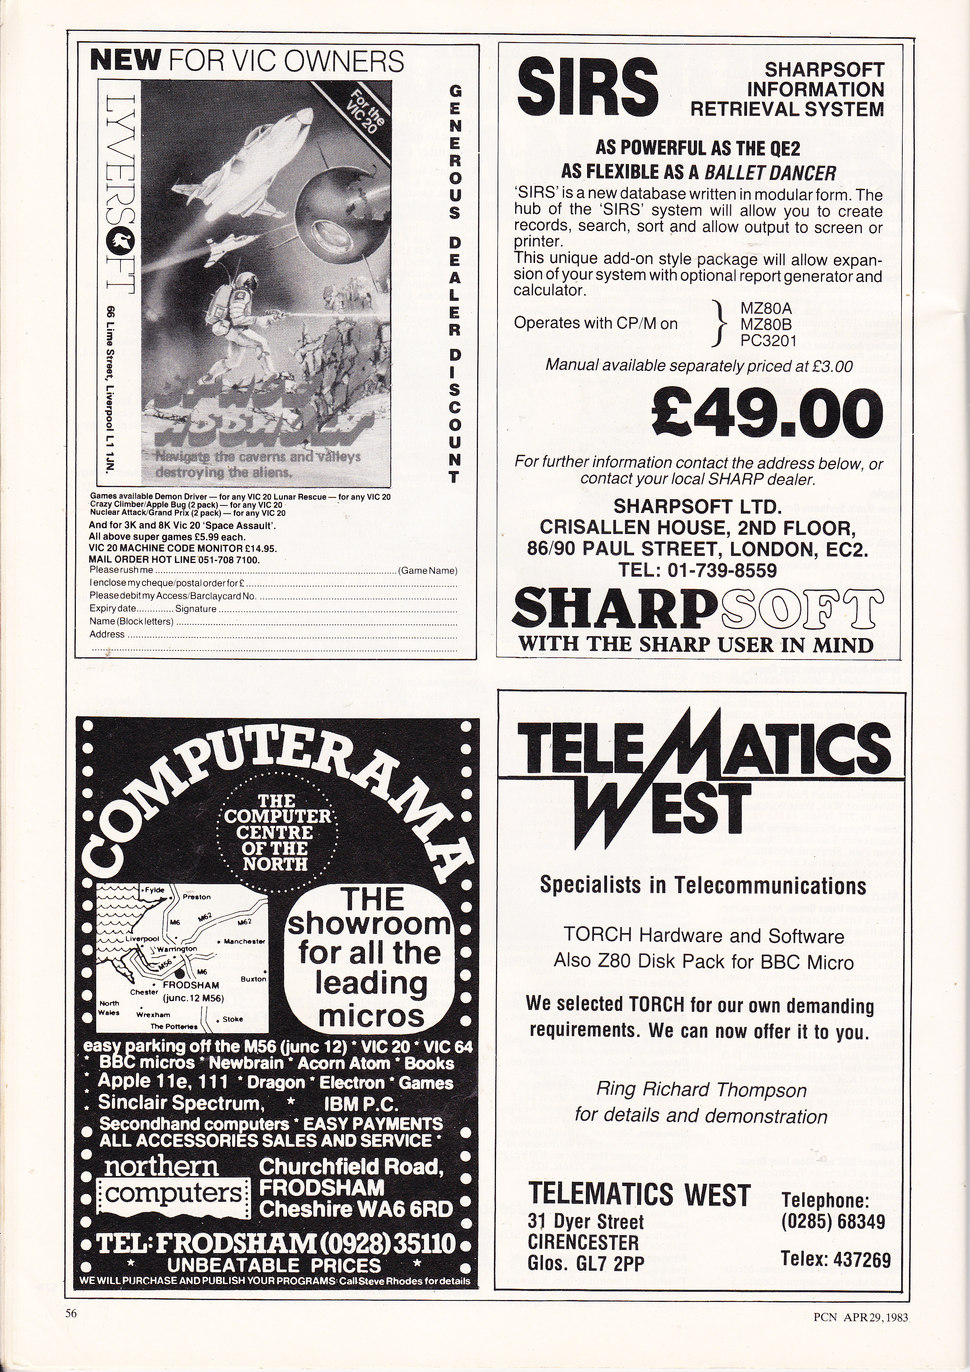 NEW FOR VIC OWNERS
LYVERSOFT
66 Lime Street, Liverpool L1 1JN.
For the
VIC 20
Navigate the caverns and valleys
destroying the aliens.
GENEROUS DEALER DISCOUNT
Games available Demon Driver — for any VIC 20 Lunar Rescue — for any VIC 20
Crazy Climber/Apple Bug (2 pack) — for any VIC 20
Nuclear Attack/Grand Prix (2 pack) — for any VIC 20
And for 3K and 8K Vic 20 'Space Assault'.
All above super games £5.99 each.
VIC 20 MACHINE CODE MONITOR £14.95.
MAIL ORDER HOT LINE 051-708 7100.
Please rush me ........ (Game Name)
I enclose my cheque/postal order for £ ........
Please debit my Access/Barclaycard No. ........
Expiry date ........ Signature ........
Name (Block letters) ........
Address ........
SIRS
SHARPSOFT
INFORMATION
RETRIEVAL SYSTEM
AS POWERFUL AS THE QE2
AS FLEXIBLE AS A BALLET DANCER
'SIRS' is a new database written in modular form. The
hub of the 'SIRS' system will allow you to create
records, search, sort and allow output to screen or
printer.
This unique add-on style package will allow expan-
sion of your system with optional report generator and
calculator.
Operates with CP/M on } MZ80A
MZ80B
PC3201
Manual available separately priced at £3.00
£49.00
For further information contact the address below, or
contact your local SHARP dealer.
SHARPSOFT LTD.
CRISALLEN HOUSE, 2ND FLOOR,
86/90 PAUL STREET, LONDON, EC2.
TEL: 01-739-8559
SHARPSOFT
WITH THE SHARP USER IN MIND
COMPUTERAMA
THE
COMPUTER
CENTRE
OF THE
NORTH
Fylde
Preston
M6
M62
M62
Liverpool
Manchester
Warrington
M56
M6
Buxton
FRODSHAM
(junc. 12 M56)
Chester
North
Wales
Wrexham
Stoke
The Potteries
THE
showroom
for all the
leading
micros
easy parking off the M56 (junc 12) * VIC 20 * VIC 64
* BBC micros * Newbrain * Acorn Atom * Books
* Apple 11e, 111 * Dragon * Electron * Games
* Sinclair Spectrum, * IBM P.C.
Secondhand computers * EASY PAYMENTS
ALL ACCESSORIES SALES AND SERVICE *
northern
computers
Churchfield Road,
FRODSHAM
Cheshire WA6 6RD
TEL: FRODSHAM (0928) 35110
* UNBEATABLE PRICES *
WE WILL PURCHASE AND PUBLISH YOUR PROGRAMS: Call Steve Rhodes for details
TELEMATICS
WEST
Specialists in Telecommunications
TORCH Hardware and Software
Also Z80 Disk Pack for BBC Micro
We selected TORCH for our own demanding
requirements. We can now offer it to you.
Ring Richard Thompson
for details and demonstration
TELEMATICS WEST
31 Dyer Street
CIRENCESTER
Glos. GL7 2PP
Telephone:
(0285) 68349
Telex: 437269
56
PCN APR 29, 1983